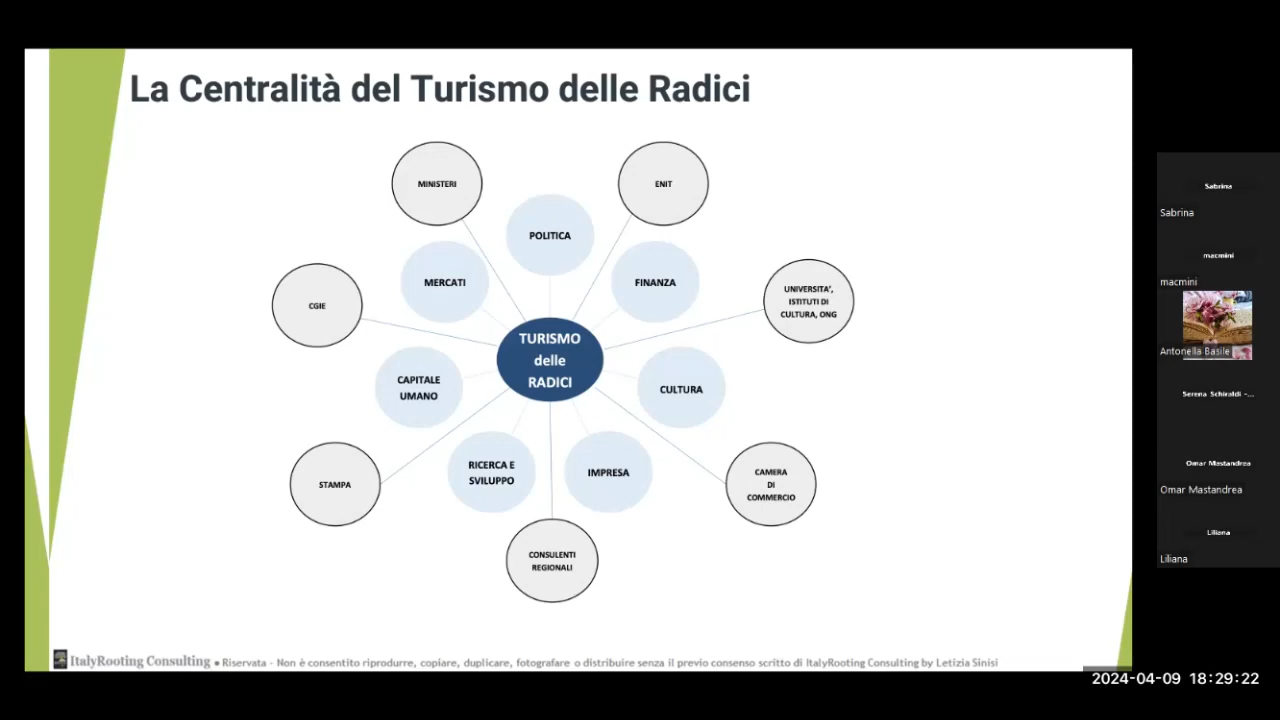 La Centralità del Turismo delle Radici
MINISTERI
ENIT
POLITICA
MERCATI
FINANZA
CGIE
UNIVERSITA',
ISTITUTI DI
CULTURA, ONG
TURISMO
delle
RADICI
CAPITALE
UMANO
CULTURA
STAMPA
RICERCA E
SVILUPPO
IMPRESA
CAMERA
DI
COMMERCIO
CONSULENTI
REGIONALI
ItalyRooting Consulting • Riservata - Non è consentito riprodurre, copiare, duplicare, fotografare o distribuire senza il previo consenso scritto di ItalyRooting Consulting by Letizia Sinisi
Sabrina
Sabrina
macmini
macmini
Antonella Basile
Serena Schiraldi -...
Omar Mastandrea
Omar Mastandrea
Liliana
Liliana
2024-04-09 18:29:22